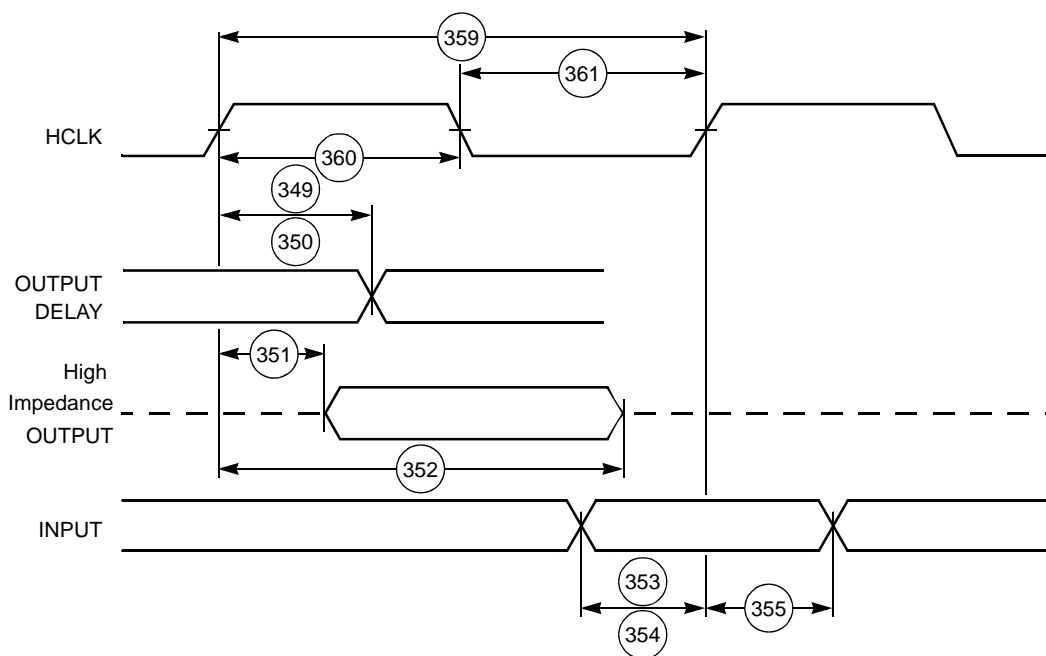 359
361
HCLK
360
349
350
OUTPUT
DELAY
351
High
Impedance
OUTPUT
352
INPUT
353
354
355